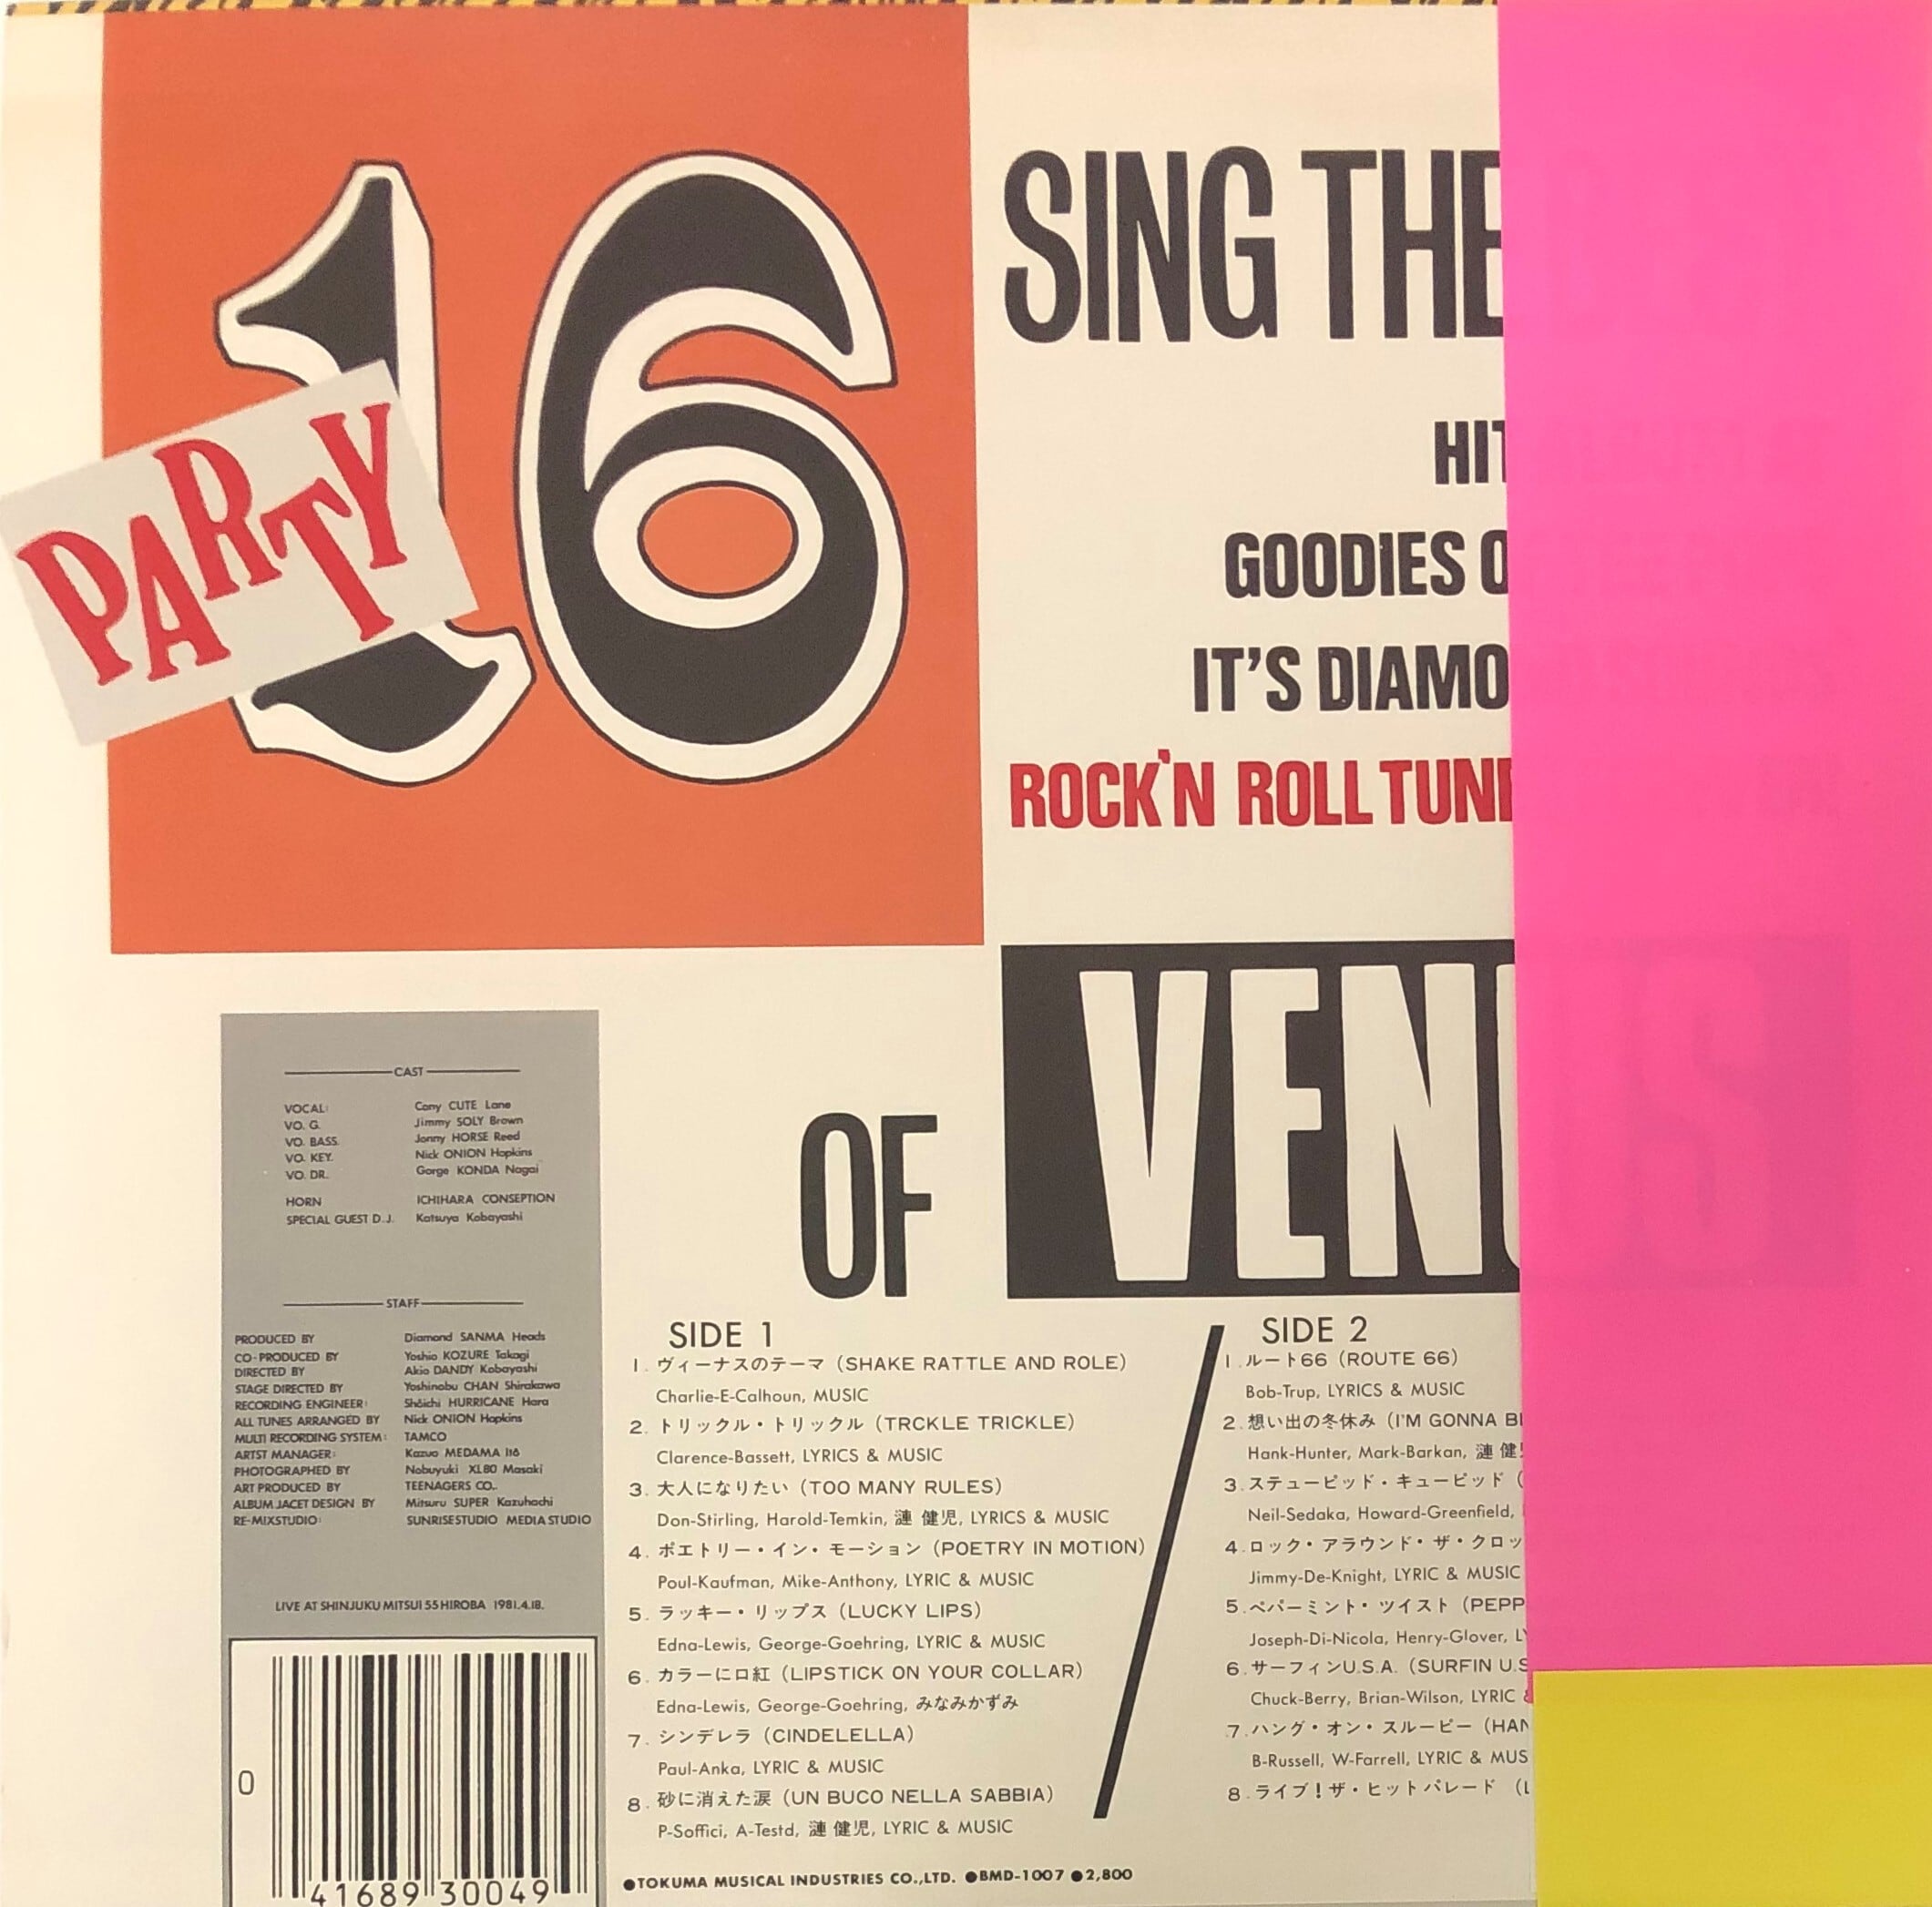 16
PARTY
SING THE
HIT
GOODIES O
IT'S DIAMO
ROCK'N ROLL TUNE
OF VENUS
CAST
VOCAL: Cony CUTE Lane
VO. G. Jimmy SOLY Brown
VO. BASS. Jonny HORSE Reed
VO. KEY. Nick ONION Hopkins
VO. DR. Gorge KONDA Nagai
HORN ICHIHARA CONSEPTION
SPECIAL GUEST D.J. Katsuya Kobayashi
STAFF
PRODUCED BY Diamond SANMA Heads
CO-PRODUCED BY Yoshio KOZURE Takagi
DIRECTED BY Akio DANDY Kobayashi
STAGE DIRECTED BY Yoshinobu CHAN Shirakawa
RECORDING ENGINEER: Shôichi HURRICANE Hara
ALL TUNES ARRANGED BY Nick ONION Hopkins
MULTI RECORDING SYSTEM: TAMCO
ARTST MANAGER: Kazuo MEDAMA Itô
PHOTOGRAPHED BY Nobuyuki XL80 Masaki
ART PRODUCED BY TEENAGERS CO..
ALBUM JACET DESIGN BY Mitsuru SUPER Kazuhachi
RE-MIXSTUDIO: SUNRISESTUDIO MEDIASTUDIO
LIVE AT SHINJUKU MITSUI 55 HIROBA 1981.4.18.
0 41689 30049
SIDE 1
1. ヴィーナスのテーマ (SHAKE RATTLE AND ROLE)
Charlie-E-Calhoun, MUSIC
2. トリックル・トリックル (TRCKLE TRICKLE)
Clarence-Bassett, LYRICS & MUSIC
3. 大人になりたい (TOO MANY RULES)
Don-Stirling, Harold-Temkin, 漣 健児, LYRICS & MUSIC
4. ポエトリー・イン・モーション (POETRY IN MOTION)
Poul-Kaufman, Mike-Anthony, LYRIC & MUSIC
5. ラッキー・リップス (LUCKY LIPS)
Edna-Lewis, George-Goehring, LYRIC & MUSIC
6. カラーに口紅 (LIPSTICK ON YOUR COLLAR)
Edna-Lewis, George-Goehring, みなみかずみ
7. シンデレラ (CINDELELLA)
Paul-Anka, LYRIC & MUSIC
8. 砂に消えた涙 (UN BUCO NELLA SABBIA)
P-Soffici, A-Testd, 漣 健児, LYRIC & MUSIC
SIDE 2
1. ルート66 (ROUTE 66)
Bob-Trup, LYRICS & MUSIC
2. 想い出の冬休み (I'M GONNA B
Hank-Hunter, Mark-Barkan, 漣 健児
3. ステューピッド・キューピッド (
Neil-Sedaka, Howard-Greenfield,
4. ロック・アラウンド・ザ・クロッ
Jimmy-De-Knight, LYRIC & MUSIC
5. ペパーミント・ツイスト (PEPP
Joseph-Di-Nicola, Henry-Glover, LY
6. サーフィンU.S.A. (SURFIN U.S
Chuck-Berry, Brian-Wilson, LYRIC &
7. ハング・オン・スルーピー (HAN
B-Russell, W-Farrell, LYRIC & MUS
8. ライブ!ザ・ヒットパレード (L
●TOKUMA MUSICAL INDUSTRIES CO.,LTD. ●BMD-1007 ●2,800